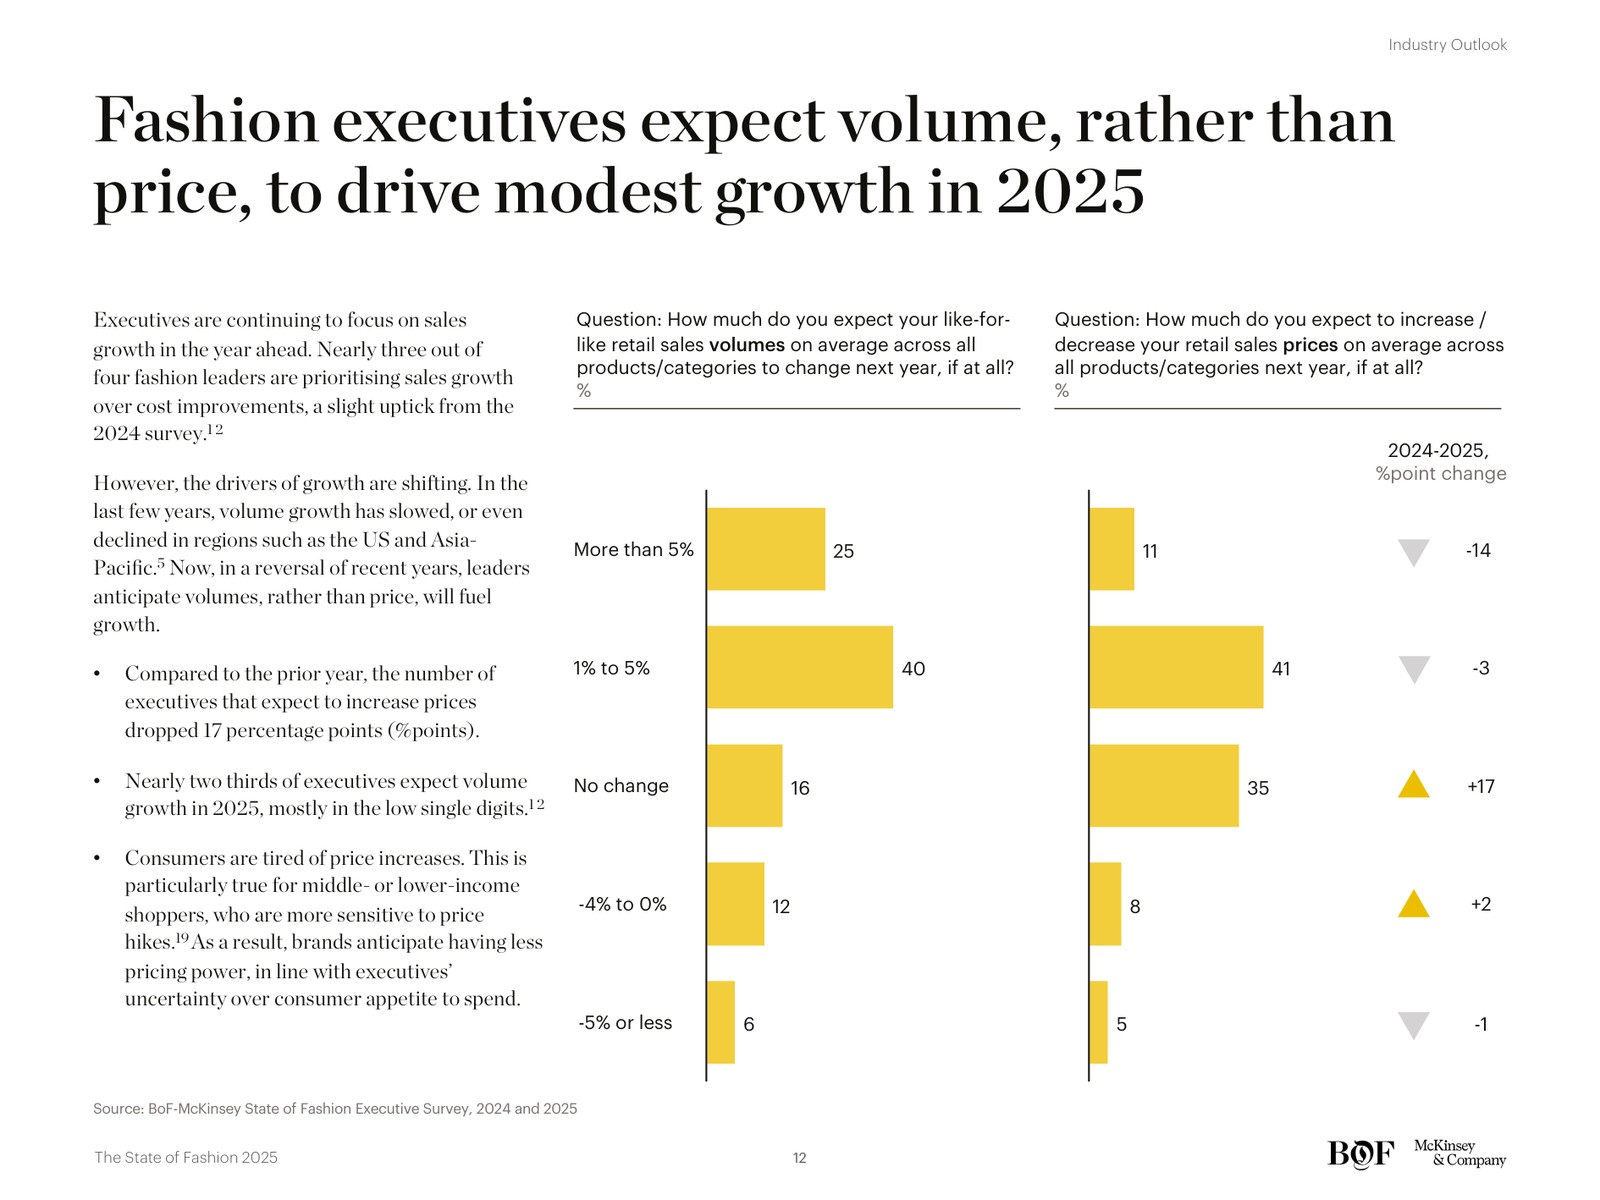 Industry Outlook
Fashion executives expect volume, rather than
price, to drive modest growth in 2025
Executives are continuing to focus on sales
growth in the year ahead. Nearly three out of
four fashion leaders are prioritising sales growth
over cost improvements, a slight uptick from the
2024 survey.¹²
However, the drivers of growth are shifting. In the
last few years, volume growth has slowed, or even
declined in regions such as the US and Asia-
Pacific.⁵ Now, in a reversal of recent years, leaders
anticipate volumes, rather than price, will fuel
growth.
• Compared to the prior year, the number of
executives that expect to increase prices
dropped 17 percentage points (%points).
• Nearly two thirds of executives expect volume
growth in 2025, mostly in the low single digits.¹²
• Consumers are tired of price increases. This is
particularly true for middle- or lower-income
shoppers, who are more sensitive to price
hikes.¹⁹ As a result, brands anticipate having less
pricing power, in line with executives’
uncertainty over consumer appetite to spend.
Question: How much do you expect your like-for-
like retail sales volumes on average across all
products/categories to change next year, if at all?
%
Question: How much do you expect to increase /
decrease your retail sales prices on average across
all products/categories next year, if at all?
%
2024-2025,
%point change
More than 5% 25 11 -14
1% to 5% 40 41 -3
No change 16 35 +17
-4% to 0% 12 8 +2
-5% or less 6 5 -1
Source: BoF-McKinsey State of Fashion Executive Survey, 2024 and 2025
The State of Fashion 2025
12
BOF
McKinsey
& Company